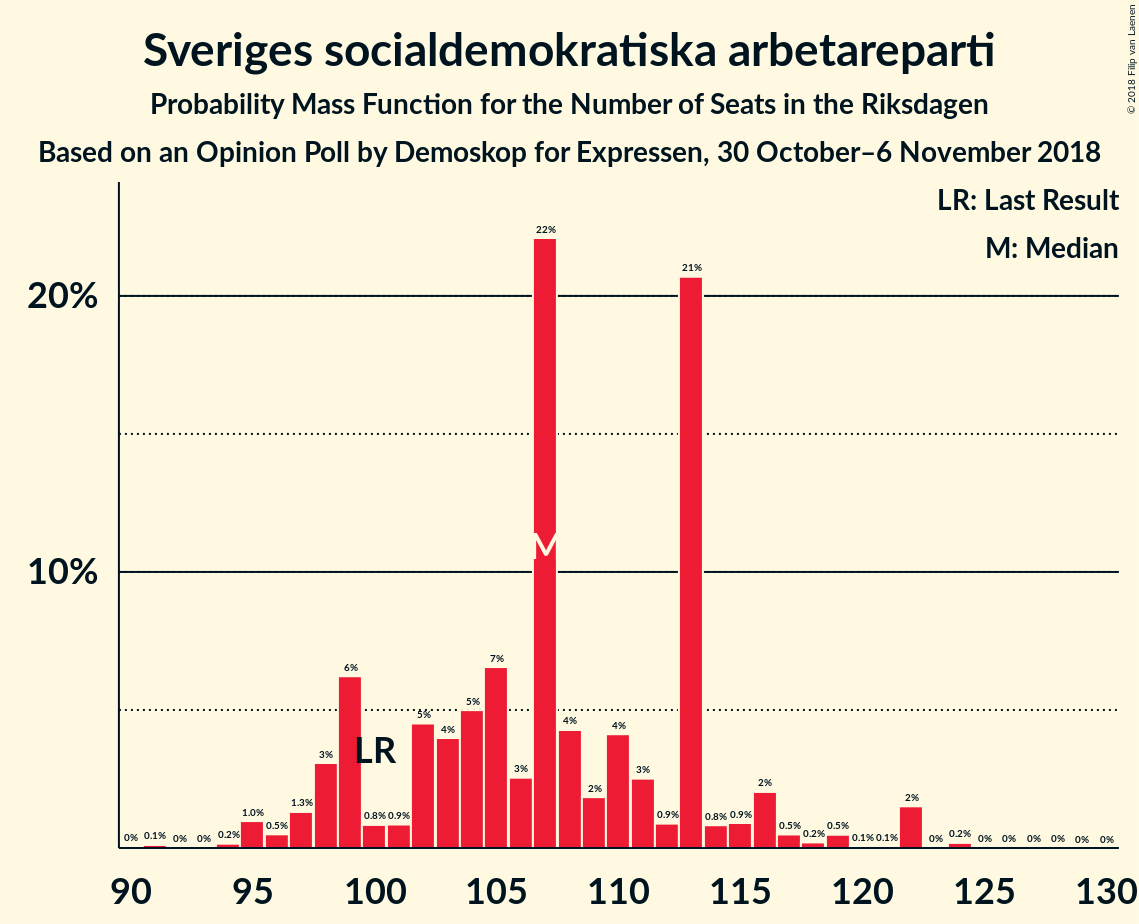 Sveriges socialdemokratiska arbetareparti
Probability Mass Function for the Number of Seats in the Riksdagen
Based on an Opinion Poll by Demoskop for Expressen, 30 October–6 November 2018
© 2018 Filip van Laenen
LR: Last Result
M: Median
20%
10%
0% 0.1% 0% 0% 0.2% 1.0% 0.5% 1.3% 3% 6% 0.8% 0.9% 5% 4% 5% 7% 3% 22% 4% 2% 4% 3% 0.9% 21% 0.8% 0.9% 2% 0.5% 0.2% 0.5% 0.1% 0.1% 2% 0% 0.2% 0% 0% 0% 0% 0% 0%
M
LR
90 95 100 105 110 115 120 125 130